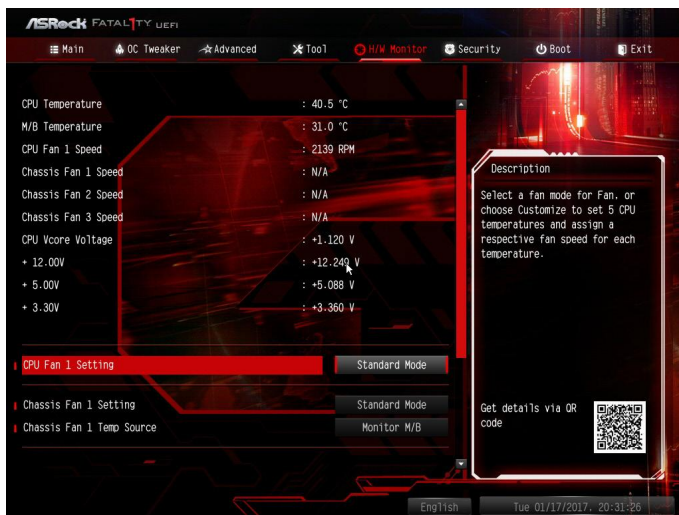 ASRock FATAL1TY UEFI
Main OC Tweaker Advanced Tool H/W Monitor Security Boot Exit
CPU Temperature : 40.5 °C
M/B Temperature : 31.0 °C
CPU Fan 1 Speed : 2139 RPM
Chassis Fan 1 Speed : N/A
Chassis Fan 2 Speed : N/A
Chassis Fan 3 Speed : N/A
CPU Vcore Voltage : +1.120 V
+ 12.00V : +12.249 V
+ 5.00V : +5.088 V
+ 3.30V : +3.360 V
CPU Fan 1 Setting Standard Mode
Chassis Fan 1 Setting Standard Mode
Chassis Fan 1 Temp Source Monitor M/B
Description
Select a fan mode for Fan, or
choose Customize to set 5 CPU
temperatures and assign a
respective fan speed for each
temperature.
Get details via QR
code
English Tue 01/17/2017, 20:31:26